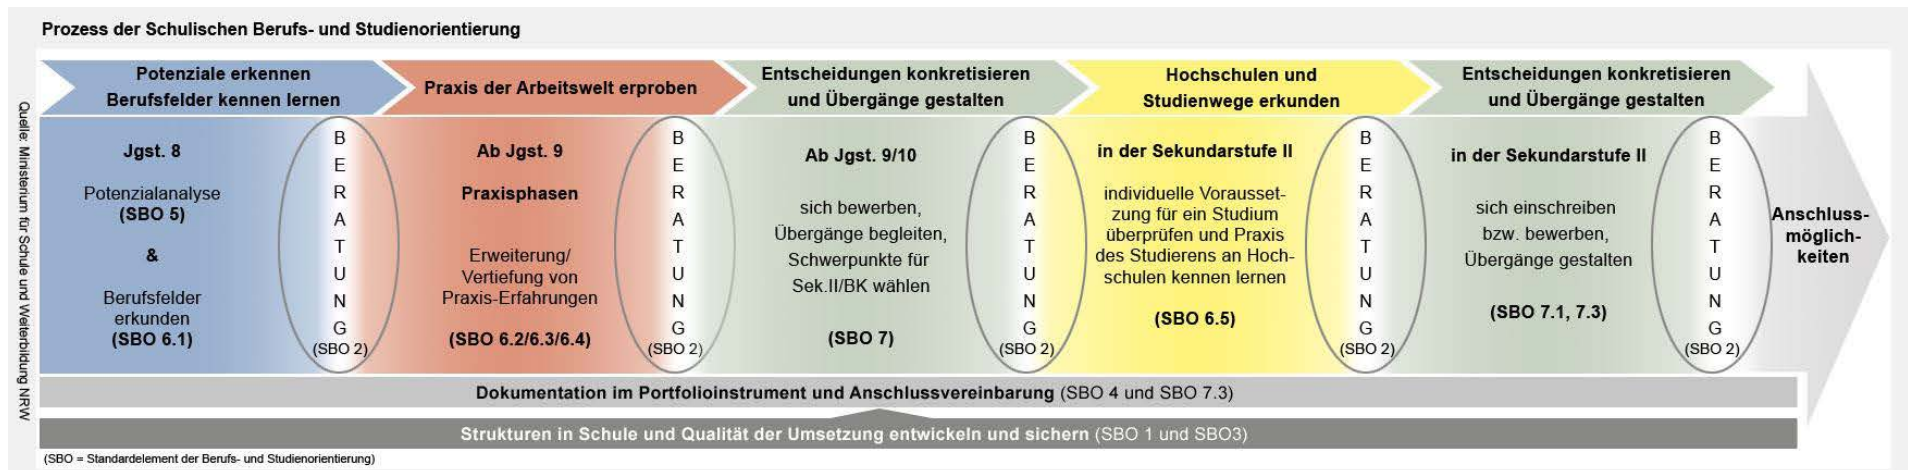 Prozess der Schulischen Berufs- und Studienorientierung
Quelle: Ministerium für Schule und Weiterbildung NRW
Potenziale erkennen
Berufsfelder kennen lernen
Jgst. 8
Potenzialanalyse
(SBO 5)
&
Berufsfelder
erkunden
(SBO 6.1)
BERATUNG
(SBO 2)
Praxis der Arbeitswelt erproben
Ab Jgst. 9
Praxisphasen
Erweiterung/
Vertiefung von
Praxis-Erfahrungen
(SBO 6.2/6.3/6.4)
BERATUNG
(SBO 2)
Entscheidungen konkretisieren
und Übergänge gestalten
Ab Jgst. 9/10
sich bewerben,
Übergänge begleiten,
Schwerpunkte für
Sek.II/BK wählen
(SBO 7)
BERATUNG
(SBO 2)
Hochschulen und
Studienwege erkunden
in der Sekundarstufe II
individuelle Vorausset-
zung für ein Studium
überprüfen und Praxis
des Studierens an Hoch-
schulen kennen lernen
(SBO 6.5)
BERATUNG
(SBO 2)
Entscheidungen konkretisieren
und Übergänge gestalten
in der Sekundarstufe II
sich einschreiben
bzw. bewerben,
Übergänge gestalten
(SBO 7.1, 7.3)
BERATUNG
(SBO 2)
Anschluss-
möglich-
keiten
Dokumentation im Portfolioinstrument und Anschlussvereinbarung (SBO 4 und SBO 7.3)
Strukturen in Schule und Qualität der Umsetzung entwickeln und sichern (SBO 1 und SBO3)
(SBO = Standardelement der Berufs- und Studienorientierung)